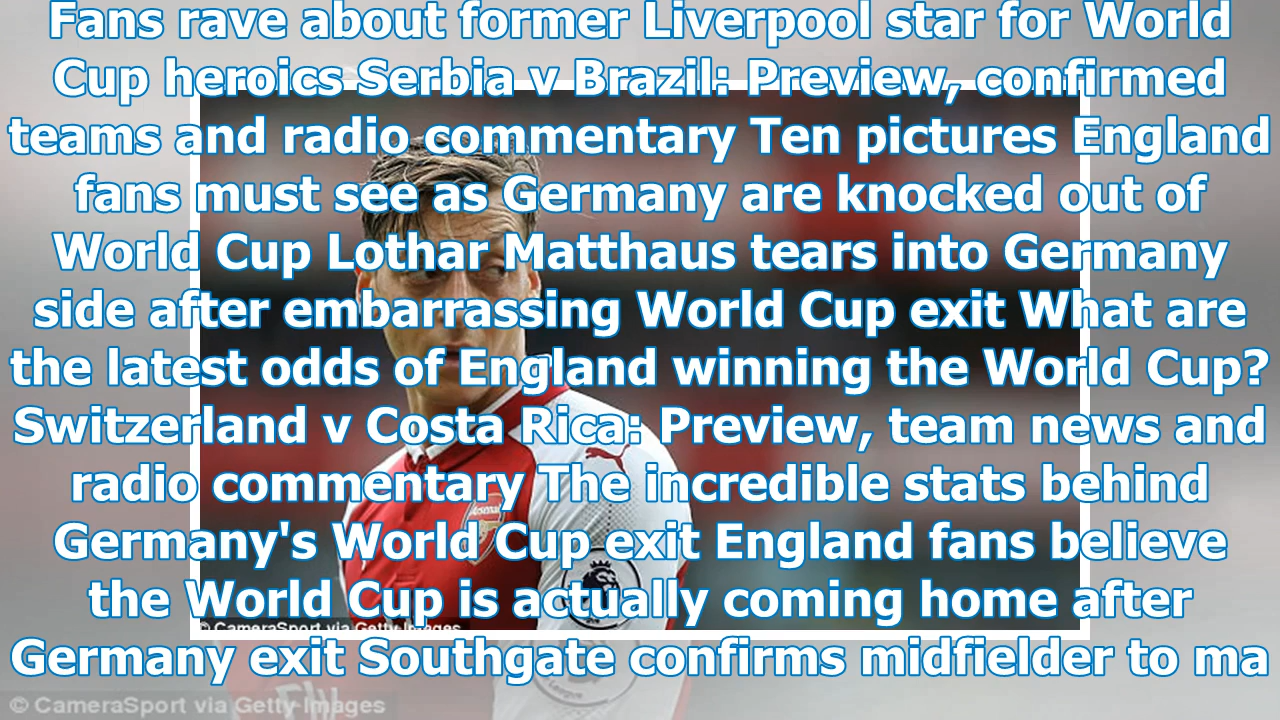 Fans rave about former Liverpool star for World
Cup heroics Serbia v Brazil: Preview, confirmed
teams and radio commentary Ten pictures England
fans must see as Germany are knocked out of
World Cup Lothar Matthaus tears into Germany
side after embarrassing World Cup exit What are
the latest odds of England winning the World Cup?
Switzerland v Costa Rica: Preview, team news and
radio commentary The incredible stats behind
Arsenal
Germany's World Cup exit England fans believe
the World Cup is actually coming home after
© CameraSport via Getty Images
Germany exit Southgate confirms midfielder to ma
© CameraSport via Getty Images